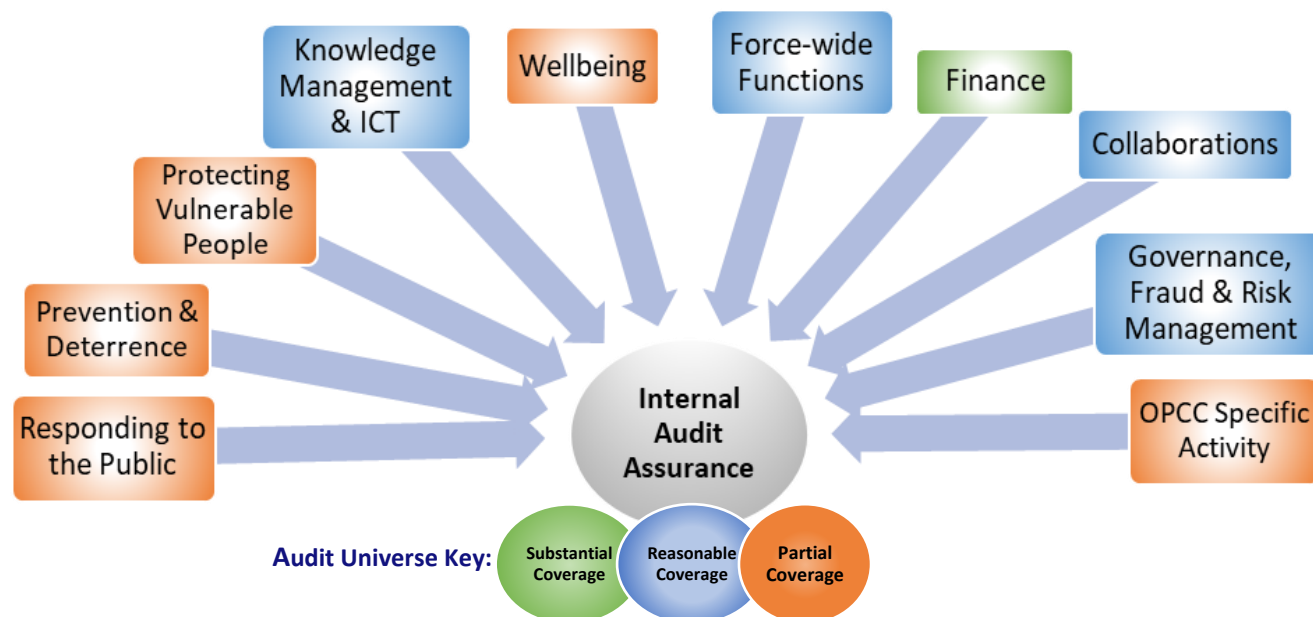 Knowledge
Management
& ICT
Wellbeing
Force-wide
Functions
Finance
Collaborations
Protecting
Vulnerable
People
Governance,
Fraud & Risk
Management
Prevention &
Deterrence
Responding to
the Public
Internal
Audit
Assurance
OPCC Specific
Activity
Audit Universe Key:
Substantial
Coverage
Reasonable
Coverage
Partial
Coverage